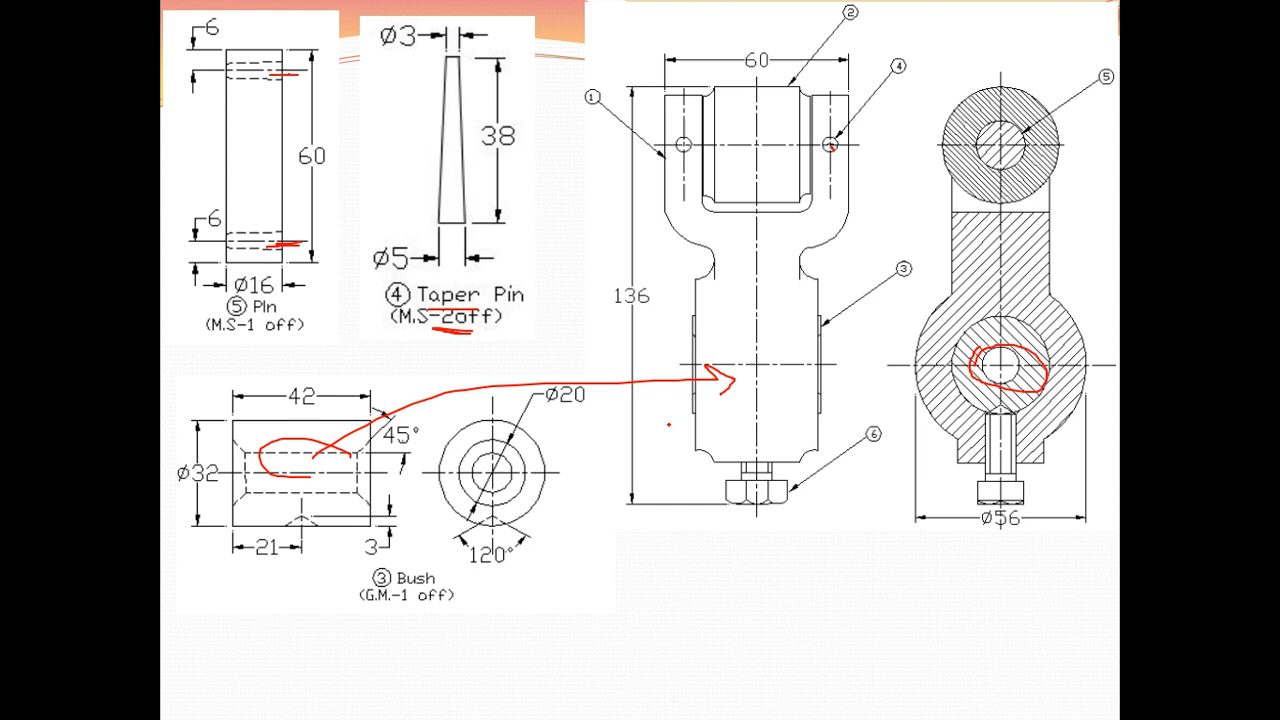 6
60
6
Ø16
⑤ PIn
(M.S-1 off)
Ø3
38
Ø5
④ Taper Pin
(M.S-2off)
42
45°
Ø32
21
3
Ø20
120°
③ Bush
(G.M.-1 off)
②
60
④
①
136
③
⑥
⑤
Ø56